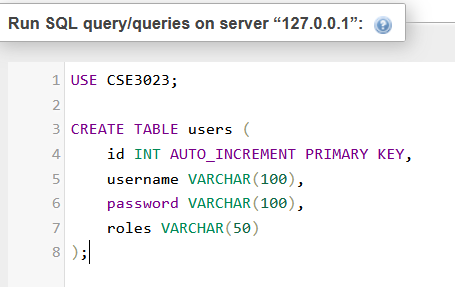 Run SQL query/queries on server “127.0.0.1”:
1 USE CSE3023;
2
3 CREATE TABLE users (
4 id INT AUTO_INCREMENT PRIMARY KEY,
5 username VARCHAR(100),
6 password VARCHAR(100),
7 roles VARCHAR(50)
8 );